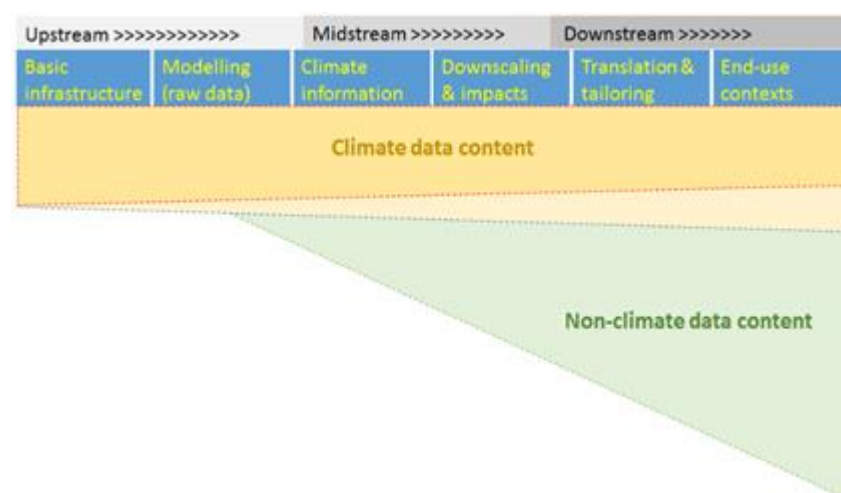 Upstream >>>>>>>>>>>> Midstream >>>>>>>>> Downstream >>>>>>>
Basic infrastructure
Modelling (raw data)
Climate information
Downscaling & impacts
Translation & tailoring
End-use contexts
Climate data content
Non-climate data content